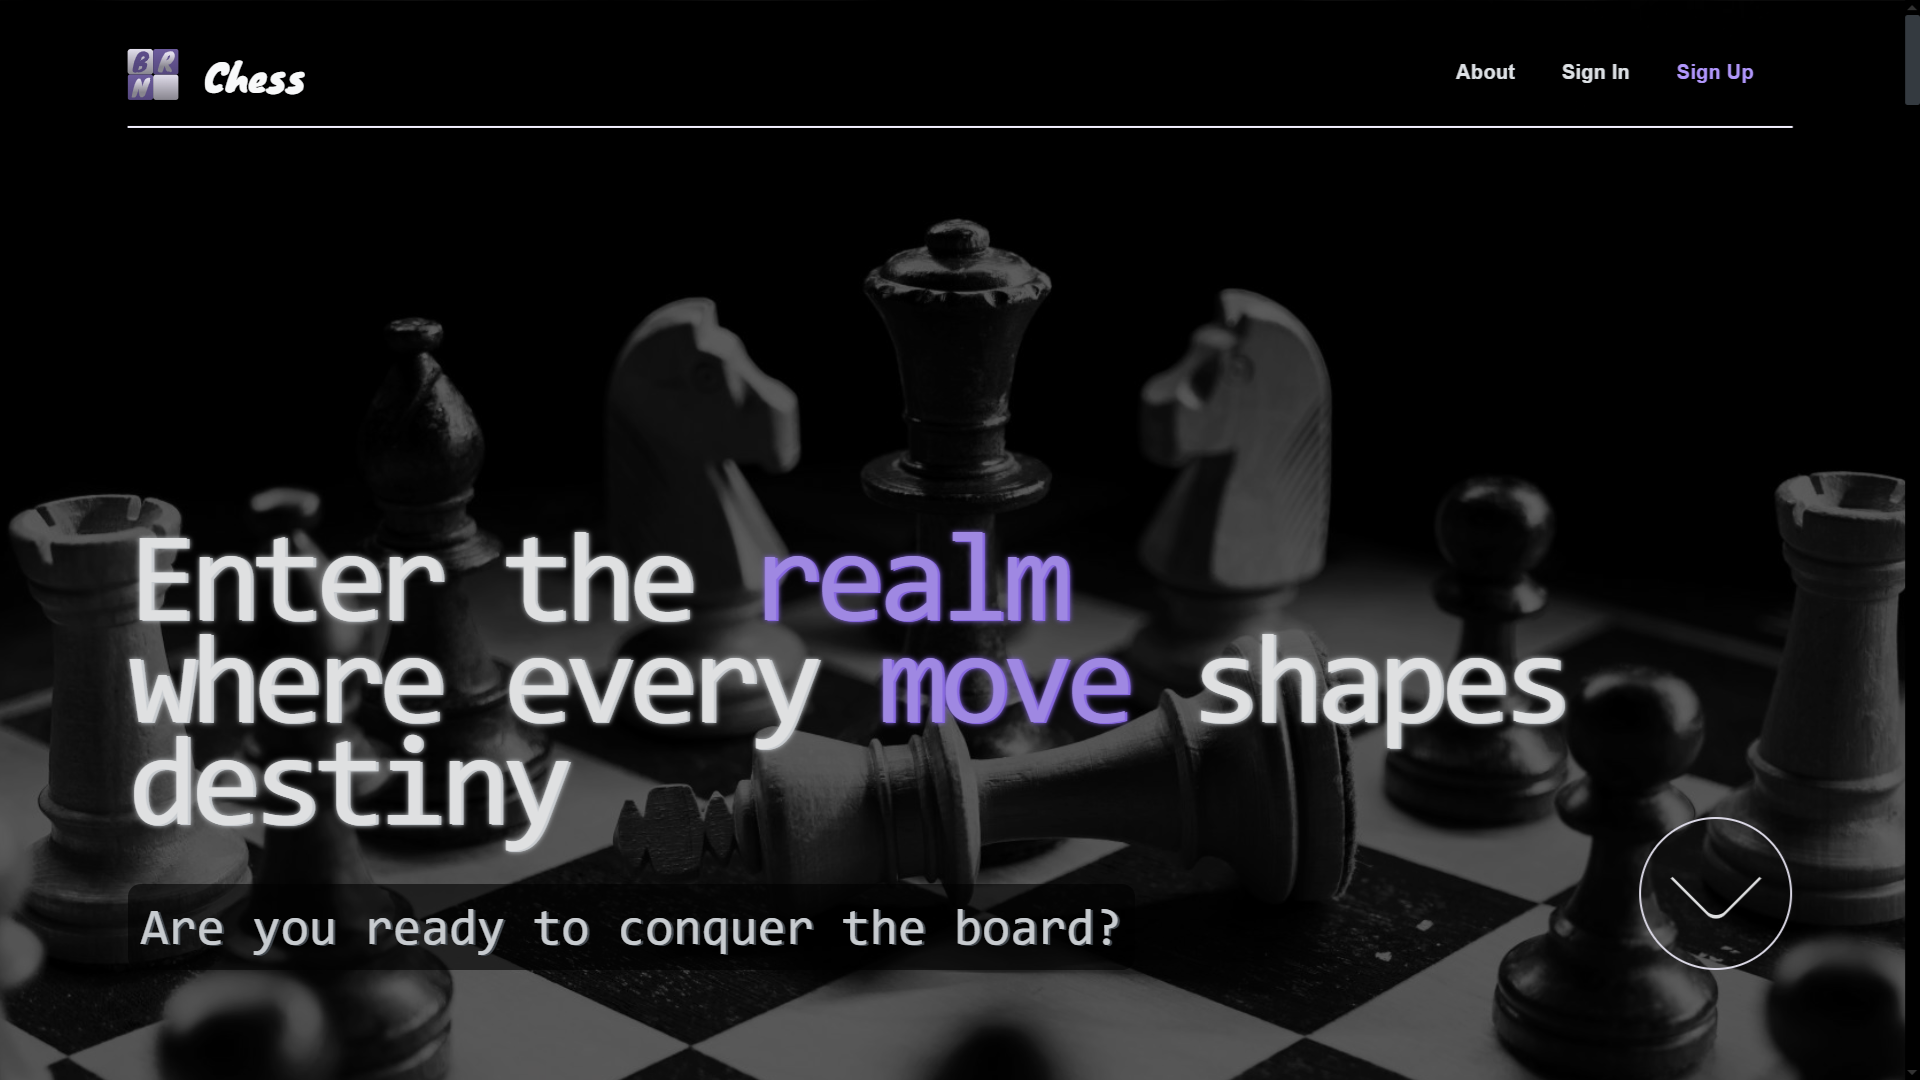 BR
N
Chess
About Sign In Sign Up
Enter the realm
where every move shapes
destiny
Are you ready to conquer the board?